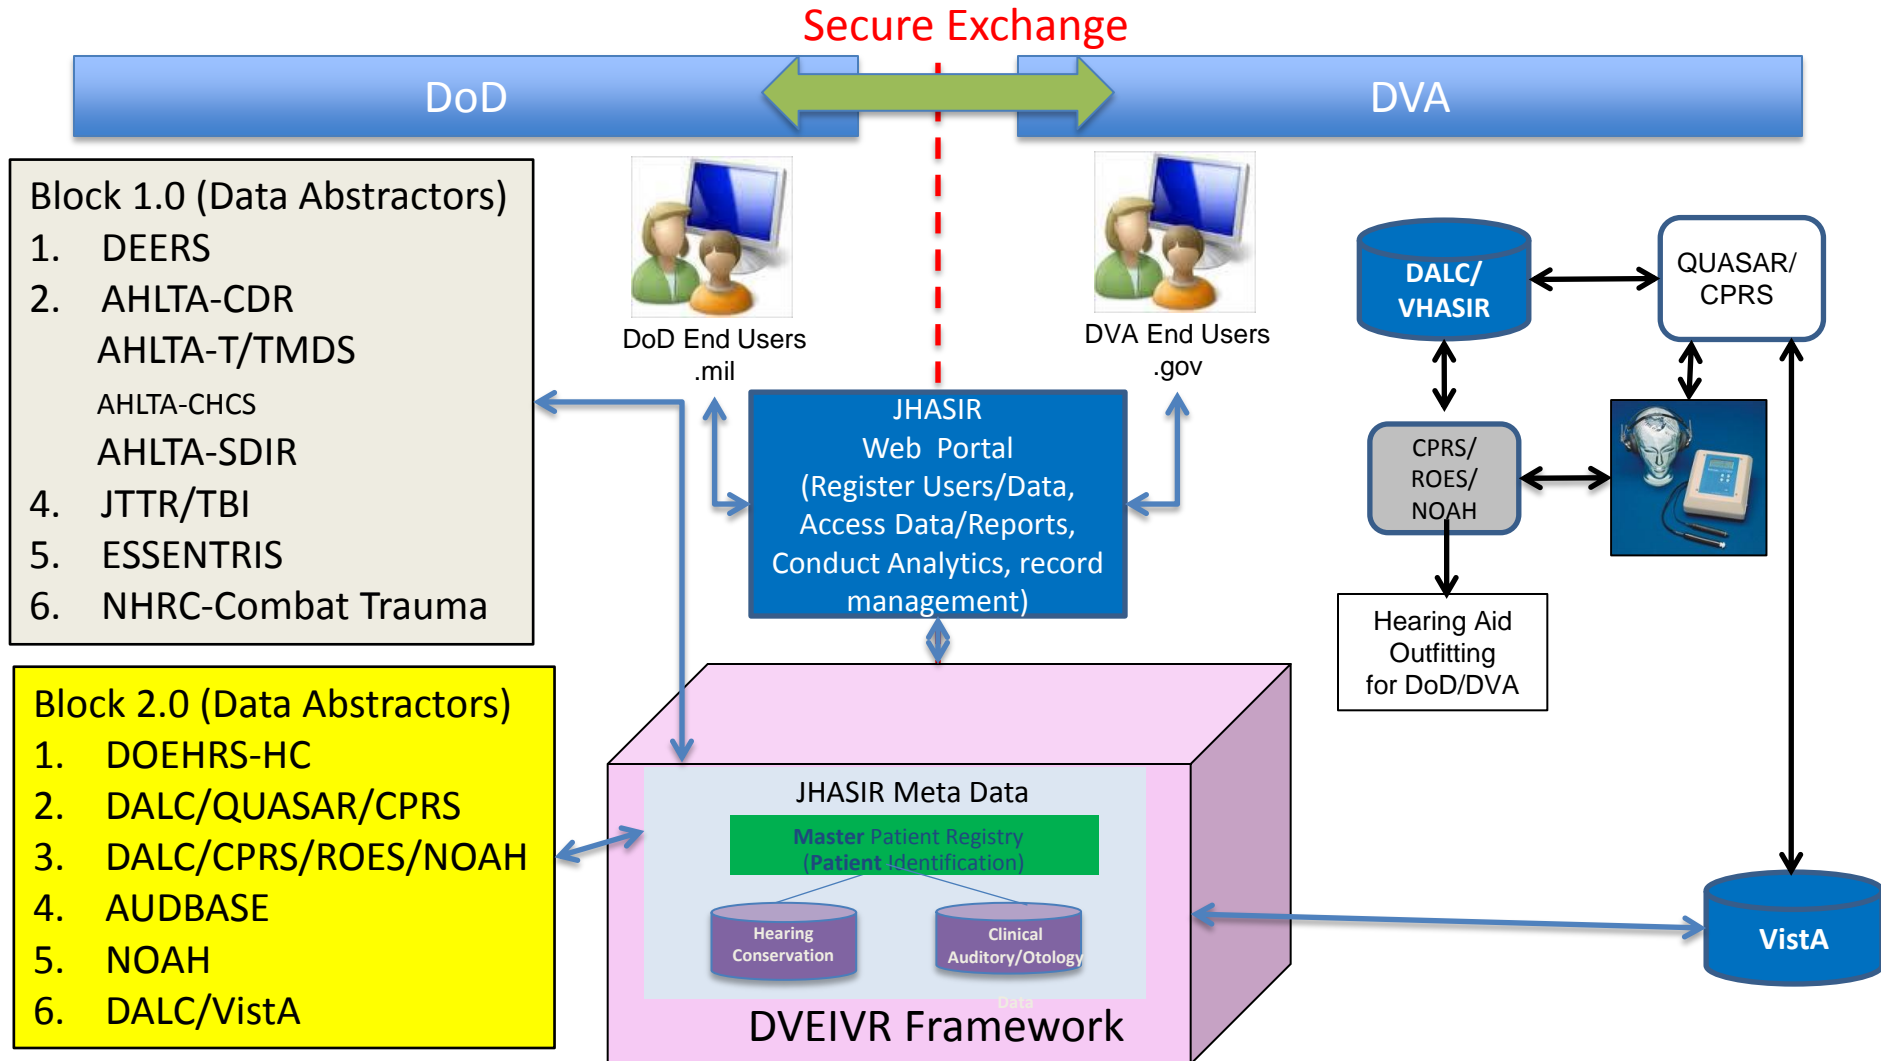 Secure Exchange
DoD
DVA
Block 1.0 (Data Abstractors)
1. DEERS
2. AHLTA-CDR
AHLTA-T/TMDS
AHLTA-CHCS
AHLTA-SDIR
4. JTTR/TBI
5. ESSENTRIS
6. NHRC-Combat Trauma
Block 2.0 (Data Abstractors)
1. DOEHRS-HC
2. DALC/QUASAR/CPRS
3. DALC/CPRS/ROES/NOAH
4. AUDBASE
5. NOAH
6. DALC/VistA
DoD End Users
.mil
DVA End Users
.gov
JHASIR
Web Portal
(Register Users/Data,
Access Data/Reports,
Conduct Analytics, record
management)
JHASIR Meta Data
Master Patient Registry
(Patient Identification)
Hearing
Conservation
Clinical
Auditory/Otology
Data
DVEIVR Framework
DALC/
VHASIR
QUASAR/
CPRS
CPRS/
ROES/
NOAH
Hearing Aid
Outfitting
for DoD/DVA
VistA